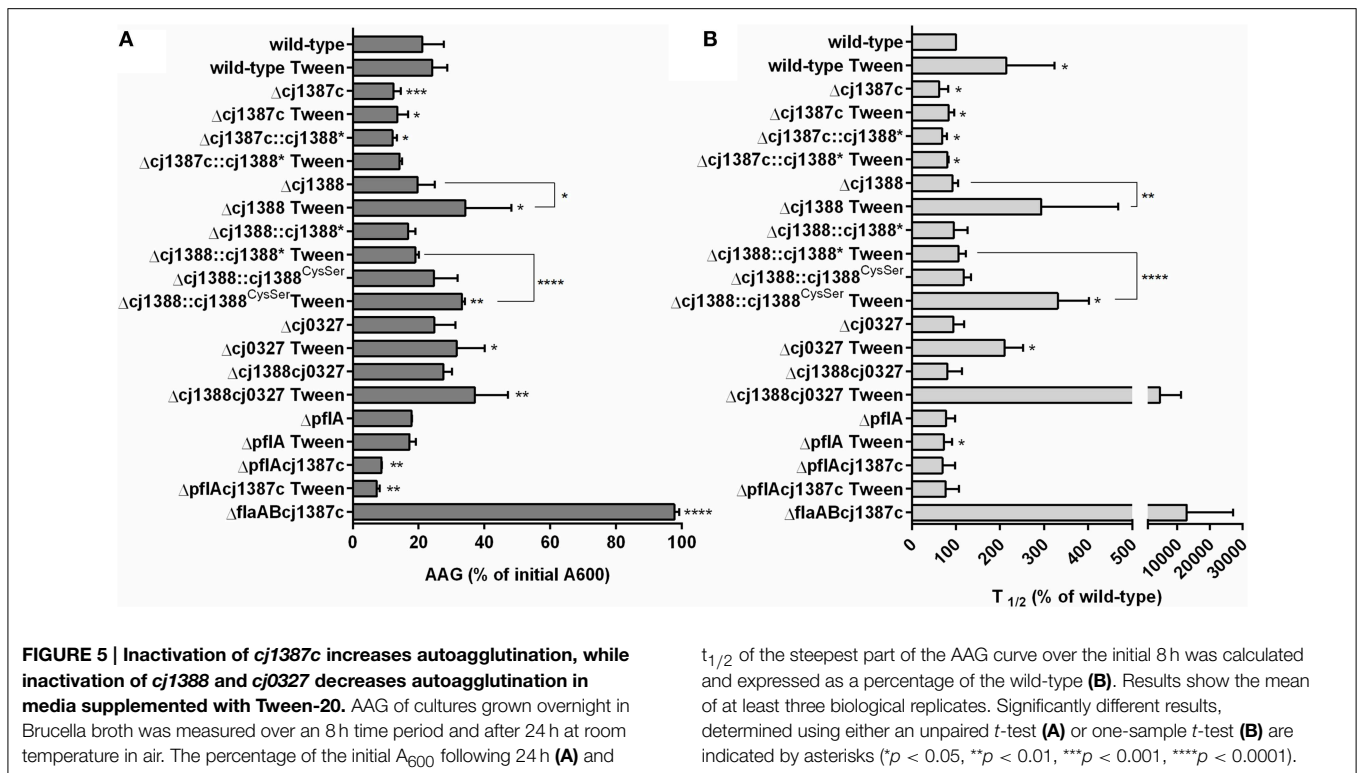 A
wild-type
wild-type Tween
Δcj1387c ***
Δcj1387c Tween *
Δcj1387c::cj1388* *
Δcj1387c::cj1388* Tween
Δcj1388
*
Δcj1388 Tween *
Δcj1388::cj1388*
Δcj1388::cj1388* Tween
****
Δcj1388::cj1388CysSer
Δcj1388::cj1388CysSer Tween **
Δcj0327
Δcj0327 Tween *
Δcj1388cj0327
Δcj1388cj0327 Tween **
ΔpflA
ΔpflA Tween
ΔpflAcj1387c **
ΔpflAcj1387c Tween **
ΔflaABcj1387c ****
0 20 40 60 80 100
AAG (% of initial A600)
B
wild-type
wild-type Tween *
Δcj1387c *
Δcj1387c Tween *
Δcj1387c::cj1388* *
Δcj1387c::cj1388* Tween *
Δcj1388
**
Δcj1388 Tween
Δcj1388::cj1388*
Δcj1388::cj1388* Tween
****
Δcj1388::cj1388CysSer
Δcj1388::cj1388CysSer Tween *
Δcj0327
Δcj0327 Tween *
Δcj1388cj0327
Δcj1388cj0327 Tween
ΔpflA
ΔpflA Tween *
ΔpflAcj1387c
ΔpflAcj1387c Tween
ΔflaABcj1387c
0 100 200 300 400 500 10000 20000 30000
T 1/2 (% of wild-type)
FIGURE 5 | Inactivation of cj1387c increases autoagglutination, while
inactivation of cj1388 and cj0327 decreases autoagglutination in
media supplemented with Tween-20. AAG of cultures grown overnight in
Brucella broth was measured over an 8 h time period and after 24 h at room
temperature in air. The percentage of the initial A600 following 24 h (A) and
t1/2 of the steepest part of the AAG curve over the initial 8 h was calculated
and expressed as a percentage of the wild-type (B). Results show the mean
of at least three biological replicates. Significantly different results,
determined using either an unpaired t-test (A) or one-sample t-test (B) are
indicated by asterisks (*p < 0.05, **p < 0.01, ***p < 0.001, ****p < 0.0001).